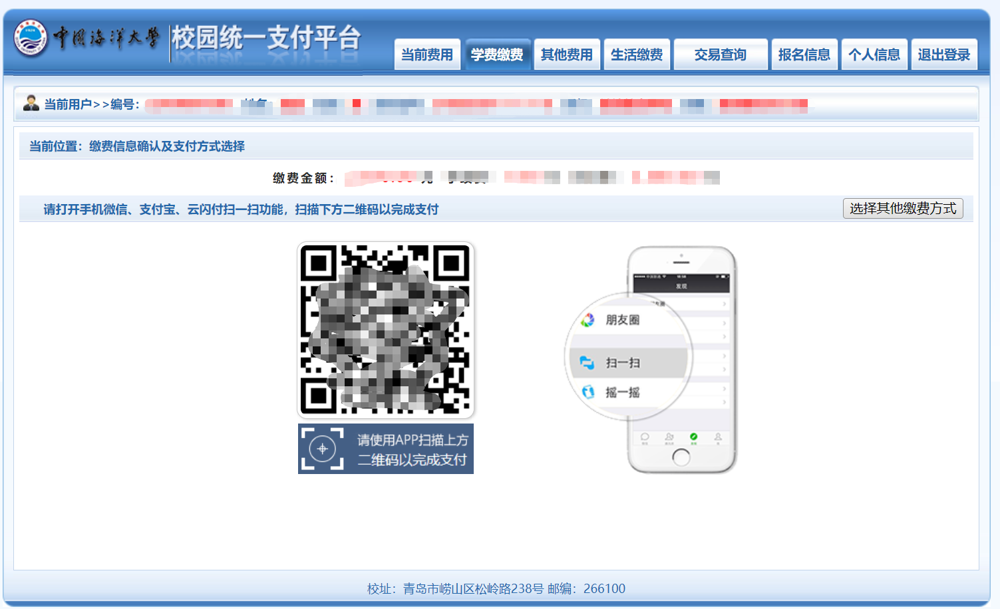 中国海洋大学 校园统一支付平台
当前费用 学费缴费 其他费用 生活缴费 交易查询 报名信息 个人信息 退出登录
当前用户>>编号：
当前位置：缴费信息确认及支付方式选择
缴费金额：
请打开手机微信、支付宝、云闪付扫一扫功能，扫描下方二维码以完成支付
选择其他缴费方式
发现
朋友圈
扫一扫
摇一摇
请使用APP扫描上方
二维码以完成支付
校址：青岛市崂山区松岭路238号 邮编：266100